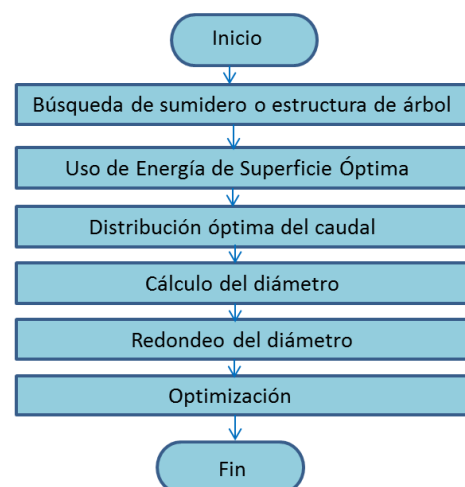 Inicio
Búsqueda de sumidero o estructura de árbol
Uso de Energía de Superficie Óptima
Distribución óptima del caudal
Cálculo del diámetro
Redondeo del diámetro
Optimización
Fin